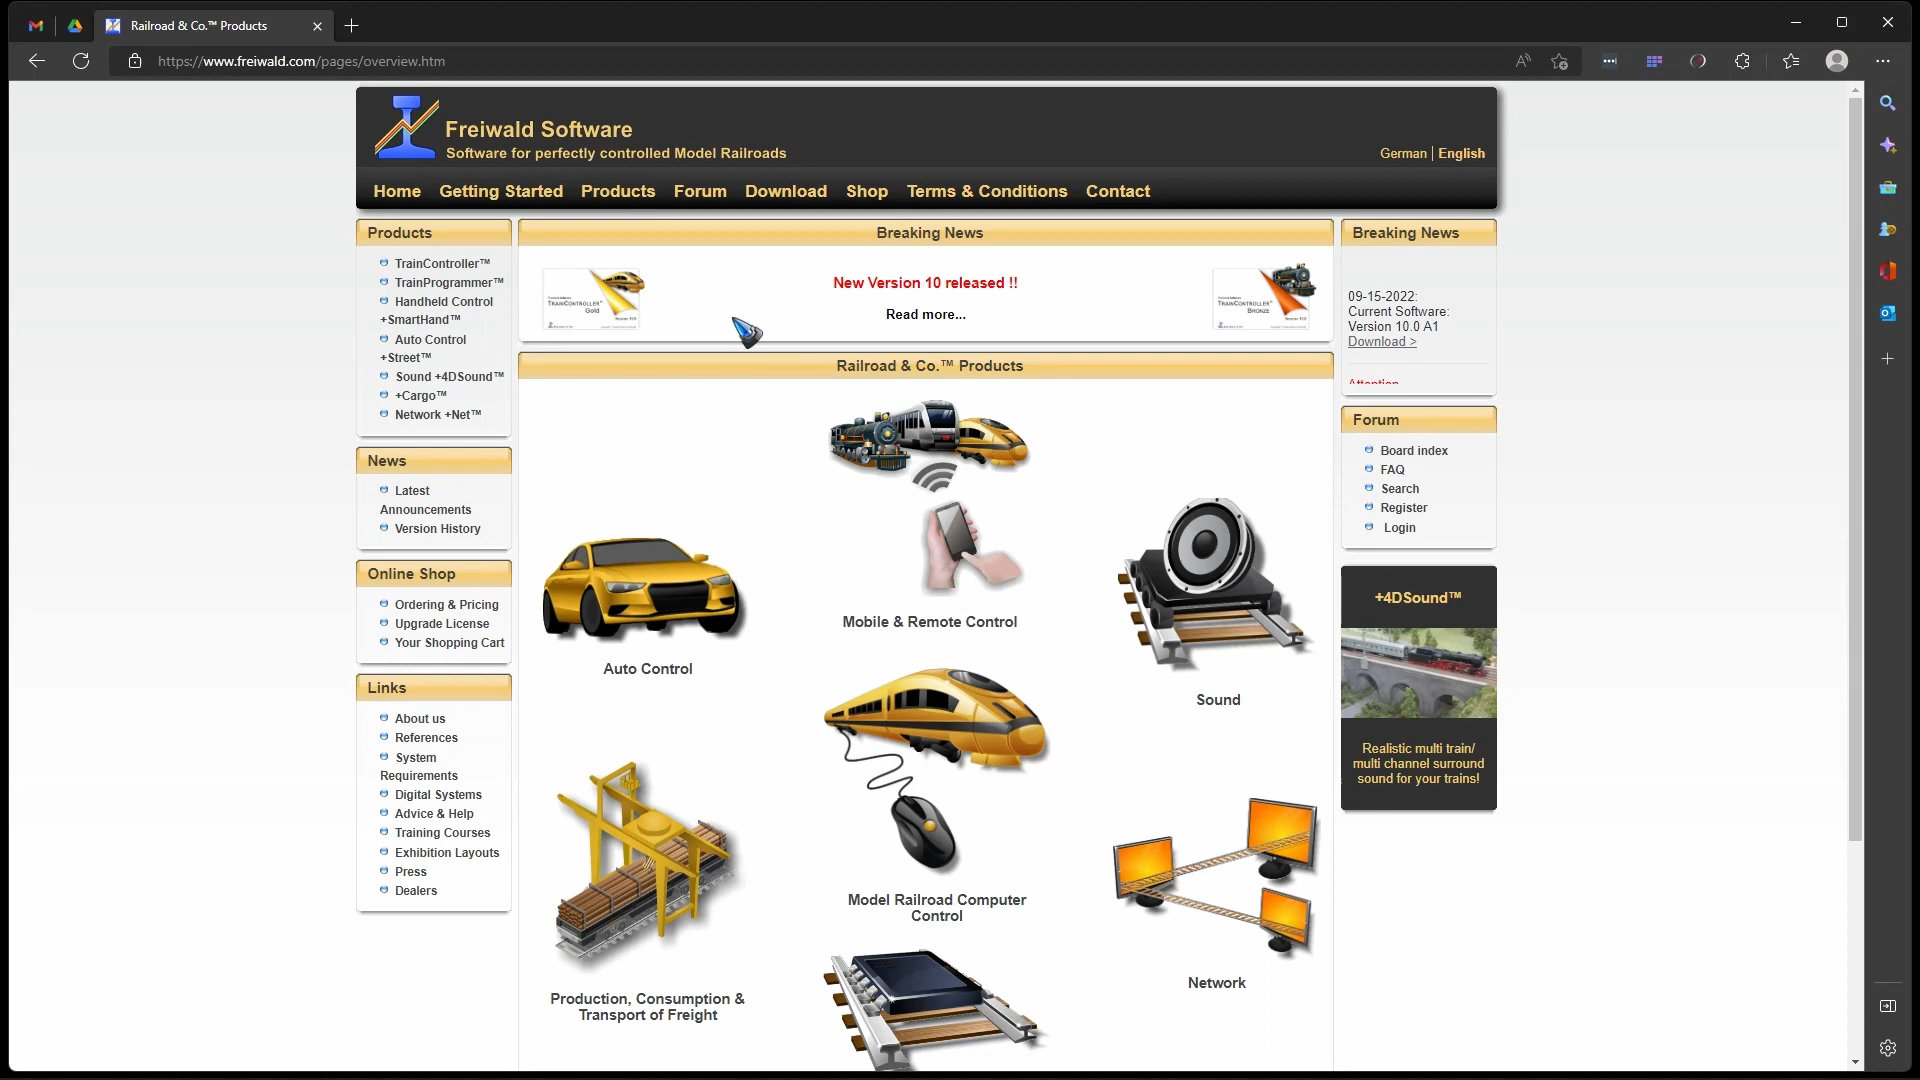 Railroad & Co.™ Products
https://www.freiwald.com/pages/overview.htm
Freiwald Software
Software for perfectly controlled Model Railroads
German | English
Home Getting Started Products Forum Download Shop Terms & Conditions Contact
Products
TrainController™
TrainProgrammer™
Handheld Control
+SmartHand™
Auto Control
+Street™
Sound +4DSound™
+Cargo™
Network +Net™
News
Latest
Announcements
Version History
Online Shop
Ordering & Pricing
Upgrade License
Your Shopping Cart
Links
About us
References
System
Requirements
Digital Systems
Advice & Help
Training Courses
Exhibition Layouts
Press
Dealers
Breaking News
TRAINCONTROLLER™
Gold
New Version 10 released !!
Read more...
TRAINCONTROLLER™
BRONZE
Railroad & Co.™ Products
Mobile & Remote Control
Auto Control
Sound
Model Railroad Computer
Control
Production, Consumption &
Transport of Freight
Network
Breaking News
09-15-2022:
Current Software:
Version 10.0 A1
Download >
Attention
Forum
Board index
FAQ
Search
Register
Login
+4DSound™
Realistic multi train/
multi channel surround
sound for your trains!